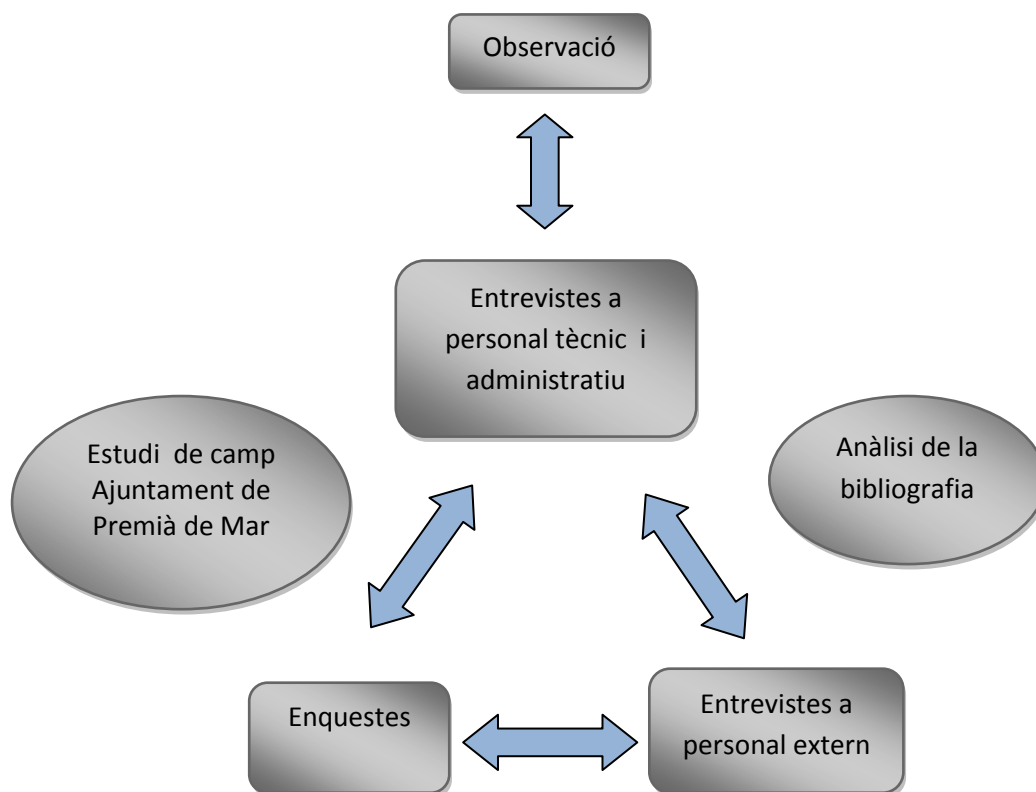 Observació
Entrevistes a
personal tècnic i
administratiu
Estudi de camp
Ajuntament de
Premià de Mar
Anàlisi de la
bibliografia
Enquestes
Entrevistes a
personal extern